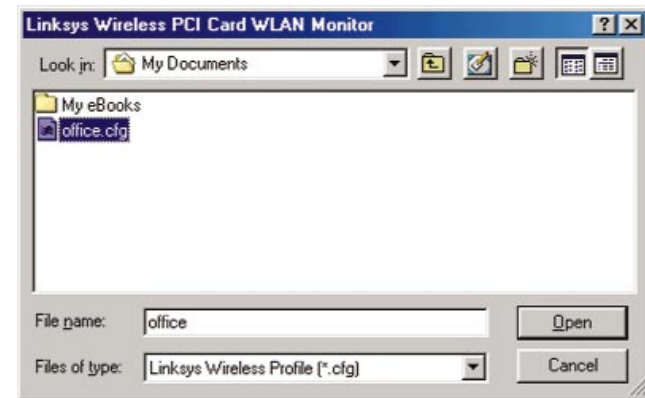 Linksys Wireless PCI Card WLAN Monitor
Look in: My Documents
My eBooks
office.cfg
File name: office Open
Files of type: Linksys Wireless Profile (*.cfg) Cancel